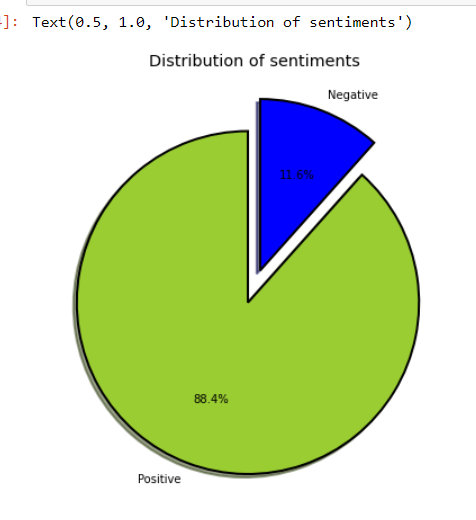 ]: Text(0.5, 1.0, 'Distribution of sentiments')
Distribution of sentiments
Negative
11.6%
88.4%
Positive